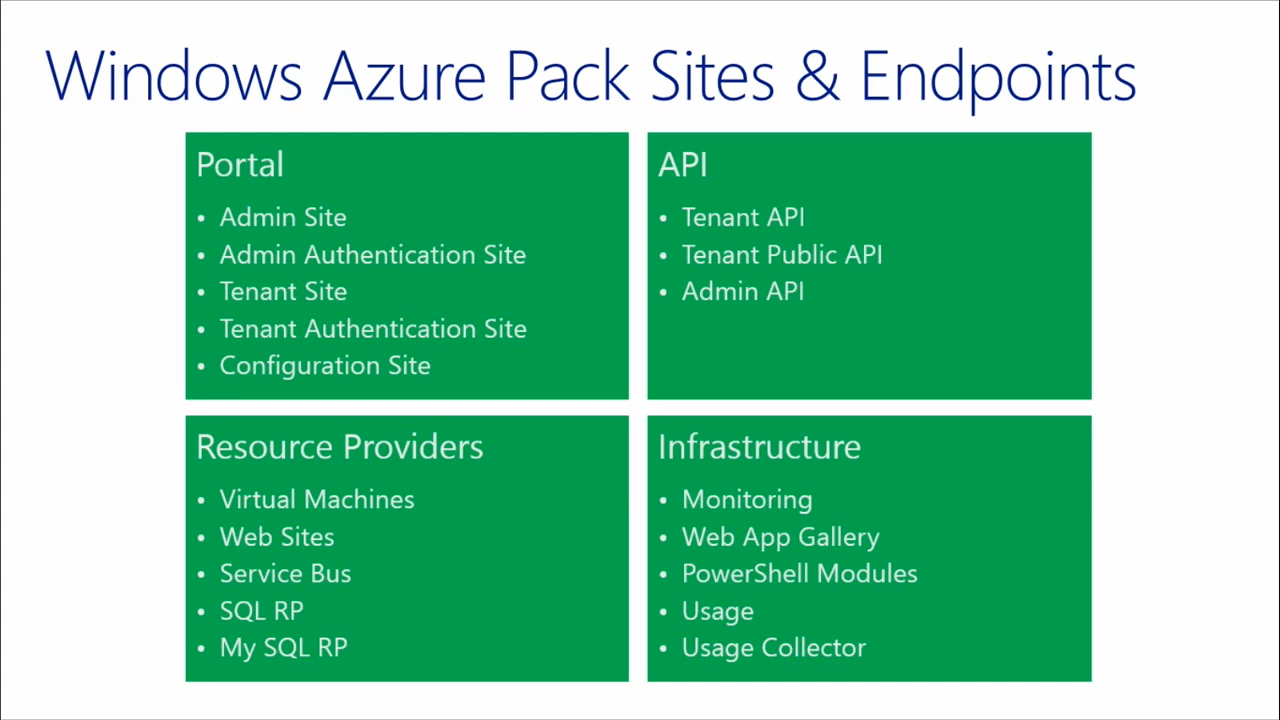 Windows Azure Pack Sites & Endpoints
Portal
• Admin Site
• Admin Authentication Site
• Tenant Site
• Tenant Authentication Site
• Configuration Site
API
• Tenant API
• Tenant Public API
• Admin API
Resource Providers
• Virtual Machines
• Web Sites
• Service Bus
• SQL RP
• My SQL RP
Infrastructure
• Monitoring
• Web App Gallery
• PowerShell Modules
• Usage
• Usage Collector